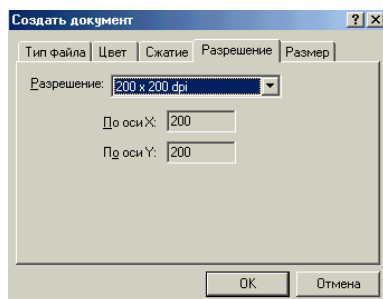 Создать документ
Тип файла Цвет Сжатие Разрешение Размер
Разрешение: 200 x 200 dpi
По оси X: 200
По оси Y: 200
OK Отмена